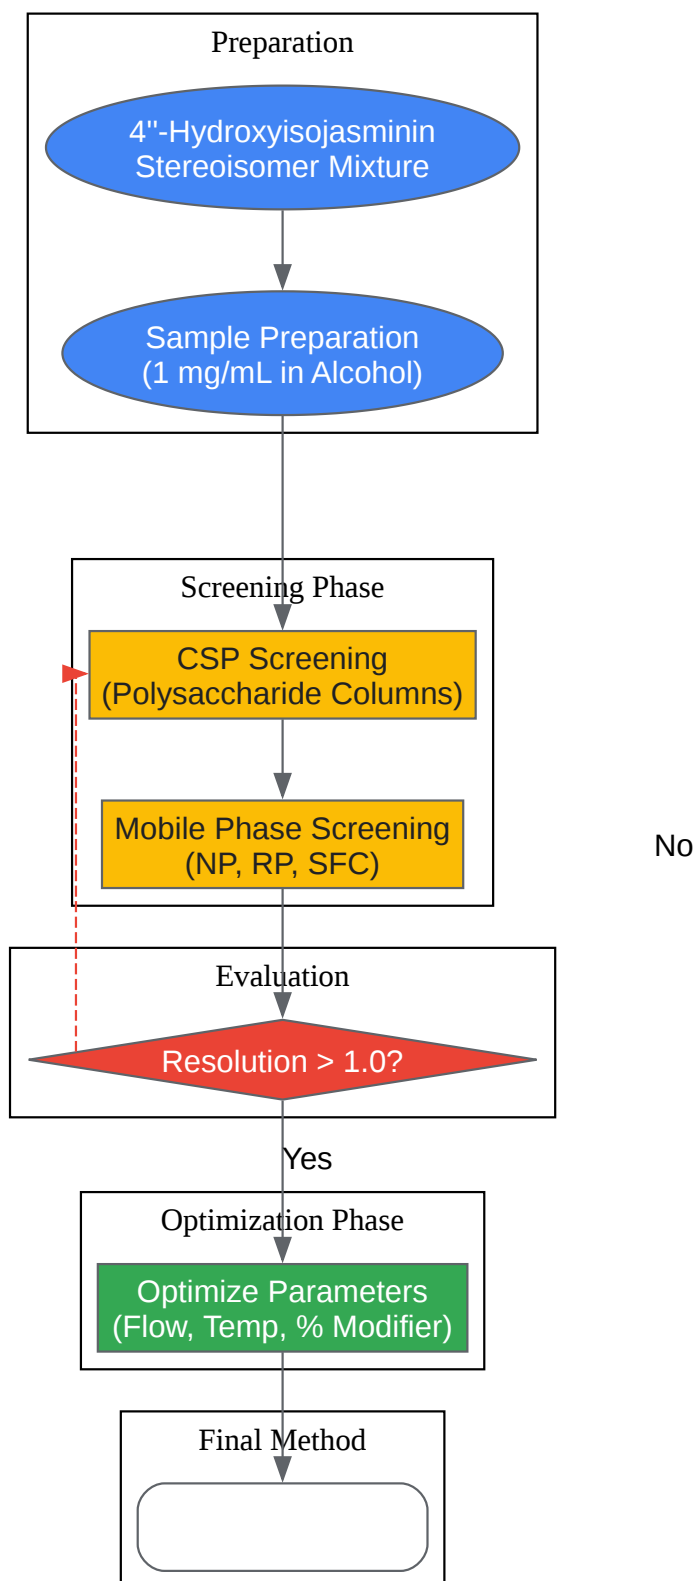 Preparation
4"-Hydroxyisojasminin
Stereoisomer Mixture
Sample Preparation
(1 mg/mL in Alcohol)
Screening Phase
CSP Screening
(Polysaccharide Columns)
Mobile Phase Screening
(NP, RP, SFC)
No
Evaluation
Resolution > 1.0?
Yes
Optimization Phase
Optimize Parameters
(Flow, Temp, % Modifier)
Final Method